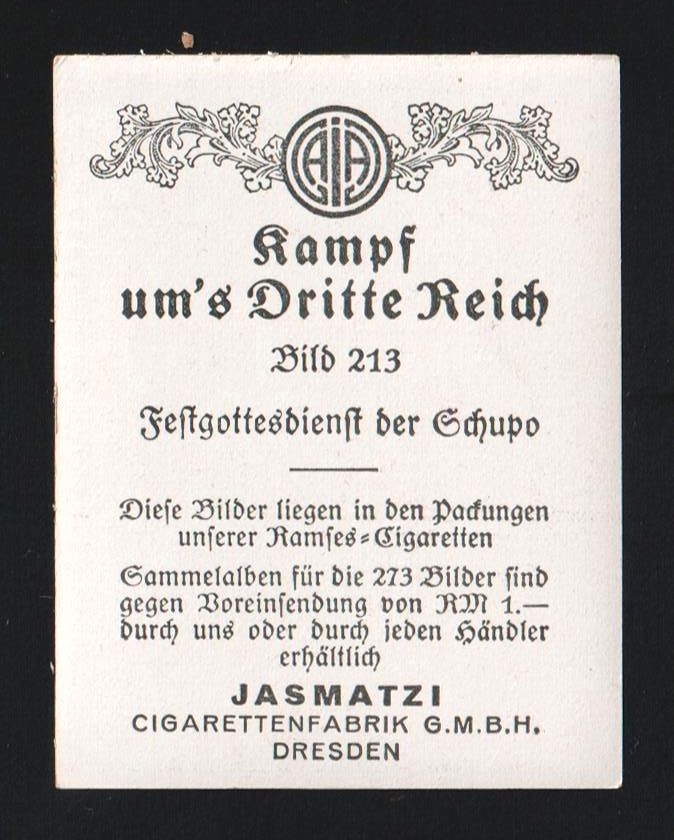 Kampf
um's Dritte Reich
Bild 213
Festgottesdienst der Schupo
Diese Bilder liegen in den Packungen
unserer Ramses=Cigaretten
Sammelalben für die 273 Bilder sind
gegen Voreinsendung von RM 1.—
durch uns oder durch jeden Händler
erhältlich
JASMATZI
CIGARETTENFABRIK G.M.B.H.
DRESDEN